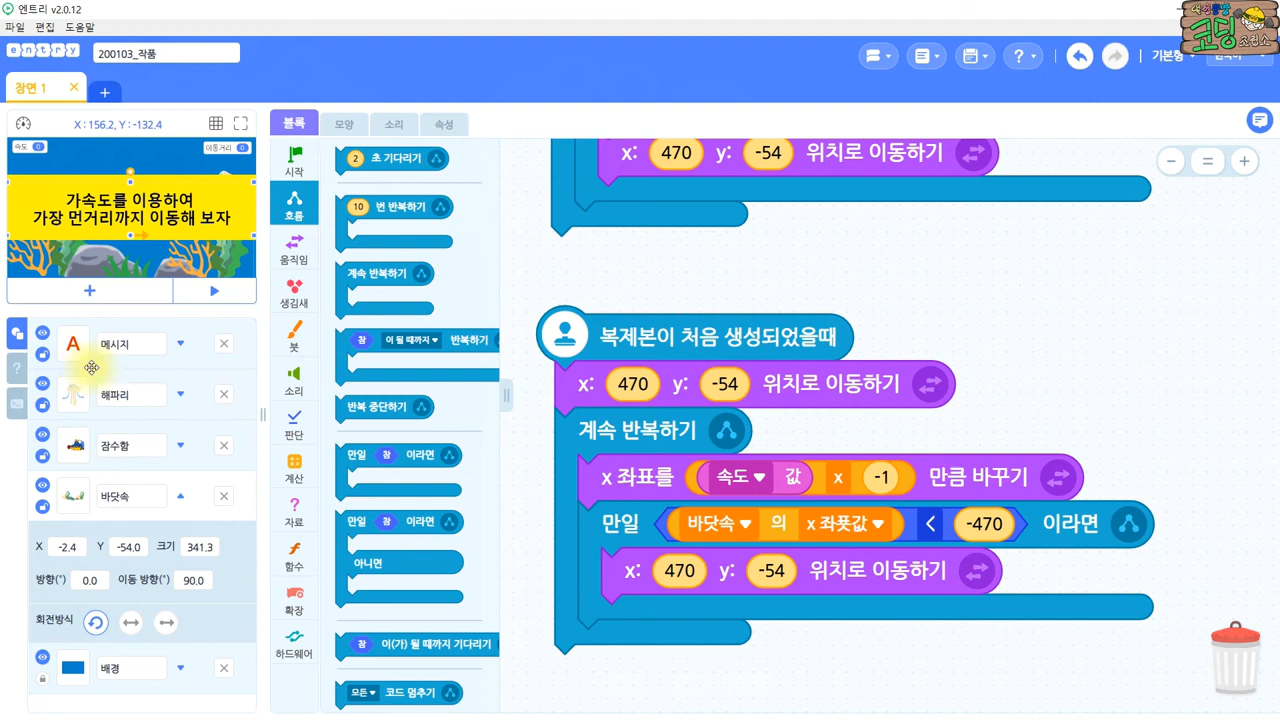 엔트리 v2.0.12
파일 편집 도움말
entry
200103_작품
기본형
코딩
조립소
장면 1
X : 156.2, Y : -132.4
블록 모양 소리 속성
속도 0
이동거리 0
가속도를 이용하여
가장 먼거리까지 이동해 보자
메시지
해파리
잠수함
바닷속
X -2.4 Y -54.0 크기 341.3
방향(°) 0.0 이동 방향(°) 90.0
회전방식
배경
시작
흐름
움직임
생김새
붓
소리
판단
계산
자료
함수
확장
하드웨어
2 초 기다리기
10 번 반복하기
계속 반복하기
참 이 될 때까지 반복하기
반복 중단하기
만일 참 이라면
만일 참 이라면
아니면
참 이(가) 될 때까지 기다리기
모든 코드 멈추기
x: 470 y: -54 위치로 이동하기
복제본이 처음 생성되었을때
x: 470 y: -54 위치로 이동하기
계속 반복하기
x 좌표를 속도 값 x -1 만큼 바꾸기
만일 바닷속 의 x 좌푯값 < -470 이라면
x: 470 y: -54 위치로 이동하기